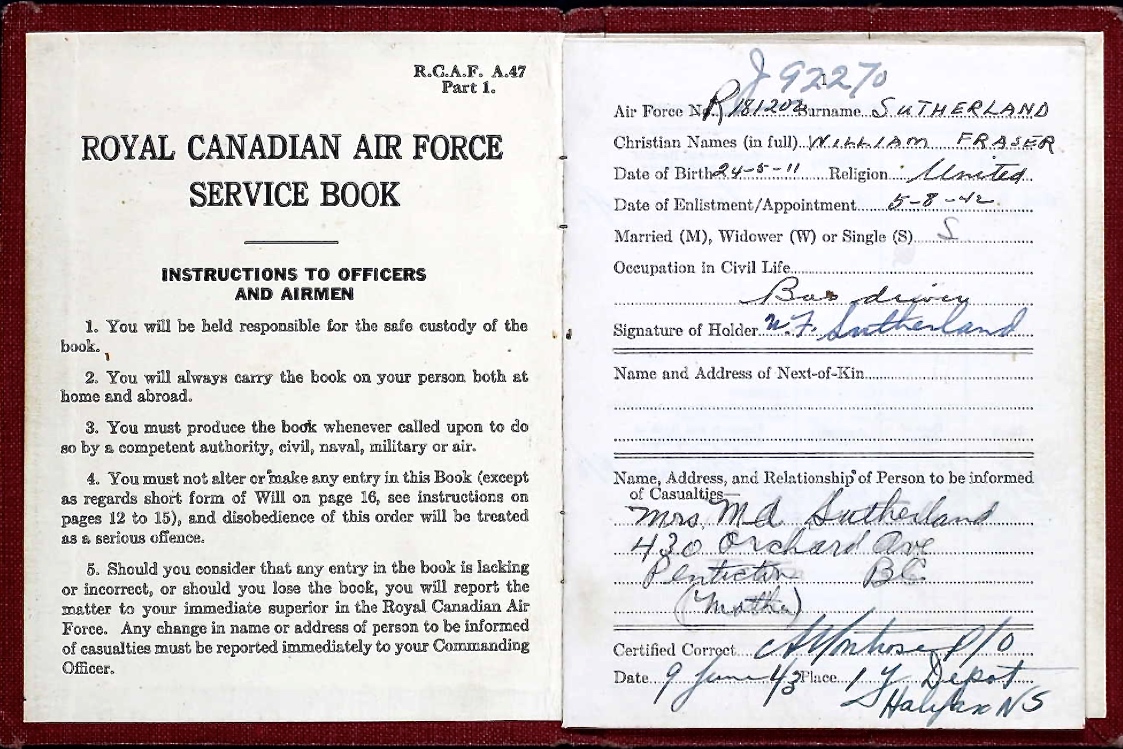 R.C.A.F. A.47
Part 1.
ROYAL CANADIAN AIR FORCE
SERVICE BOOK
INSTRUCTIONS TO OFFICERS
AND AIRMEN
1. You will be held responsible for the safe custody of the
book.
2. You will always carry the book on your person both at
home and abroad.
3. You must produce the book whenever called upon to do
so by a competent authority, civil, naval, military or air.
4. You must not alter or make any entry in this Book (except
as regards short form of Will on page 16, see instructions on
pages 12 to 15), and disobedience of this order will be treated
as a serious offence.
5. Should you consider that any entry in the book is lacking
or incorrect, or should you lose the book, you will report the
matter to your immediate superior in the Royal Canadian Air
Force. Any change in name or address of person to be informed
of casualties must be reported immediately to your Commanding
Officer.
J 92270
1
Air Force No. R181202 Surname SUTHERLAND
Christian Names (in full) WILLIAM FRASER
Date of Birth 24-5-11 Religion United
Date of Enlistment/Appointment 5-8-42
Married (M), Widower (W) or Single (S) S
Occupation in Civil Life
Bus driver
Signature of Holder W.F. Sutherland
Name and Address of Next-of-Kin
Name, Address, and Relationship of Person to be informed
of Casualties—
Mrs. M.A. Sutherland
430 Orchard Ave
Penticton BC
(Mother)
Certified Correct P/O
Date 9 June 43 Place 1 Y Depot
Halifax NS